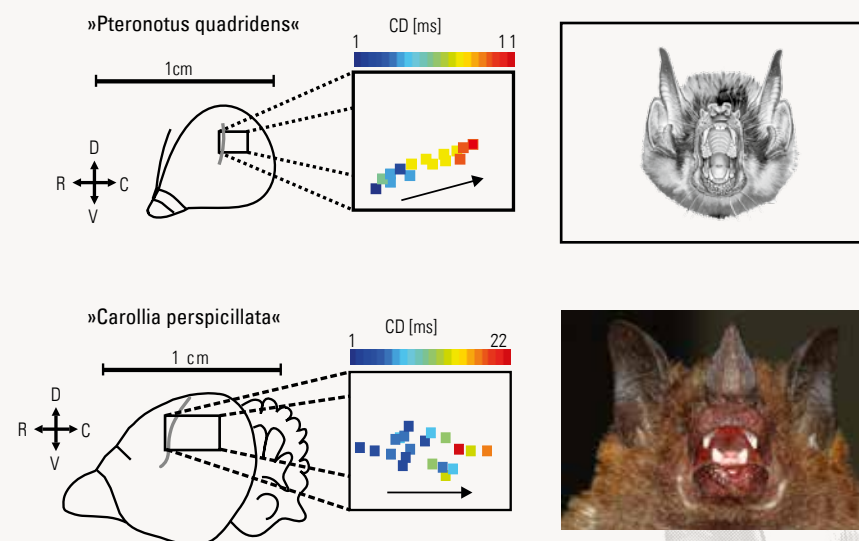 »Pteronotus quadridens«
CD [ms]
1 11
1cm
D
R C
V
»Carollia perspicillata«
CD [ms]
1 22
1 cm
D
R C
V